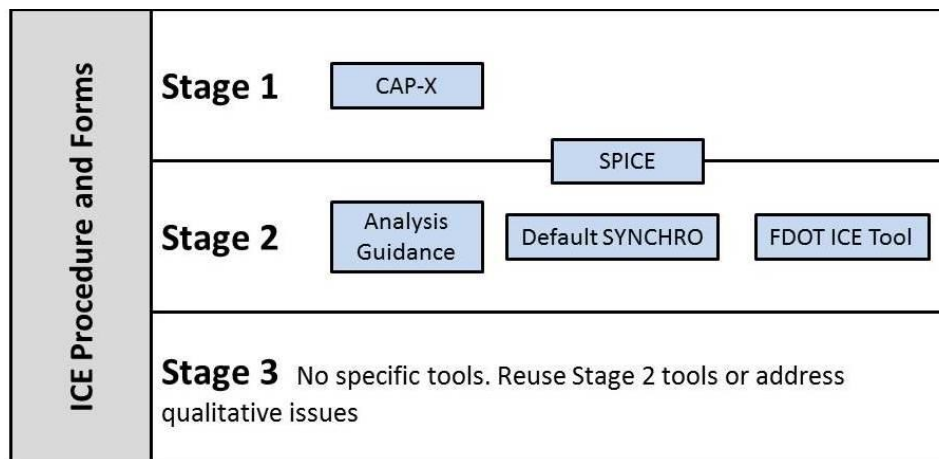 ICE Procedure and Forms
Stage 1
CAP-X
SPICE
Stage 2
Analysis
Guidance
Default SYNCHRO
FDOT ICE Tool
Stage 3 No specific tools. Reuse Stage 2 tools or address
qualitative issues